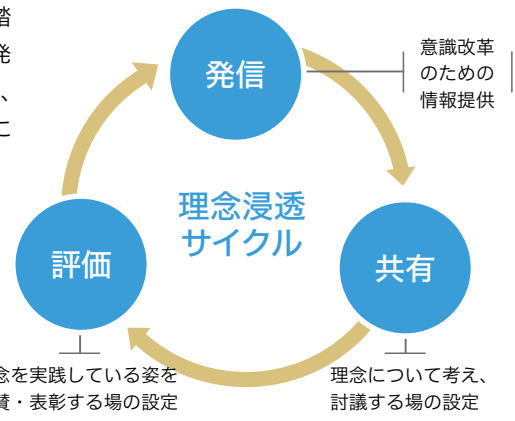 踏
発
、
に
発信
意識改革
のための
情報提供
理念浸透
サイクル
評価
共有
念を実践している姿を
賛・表彰する場の設定
理念について考え、
討議する場の設定